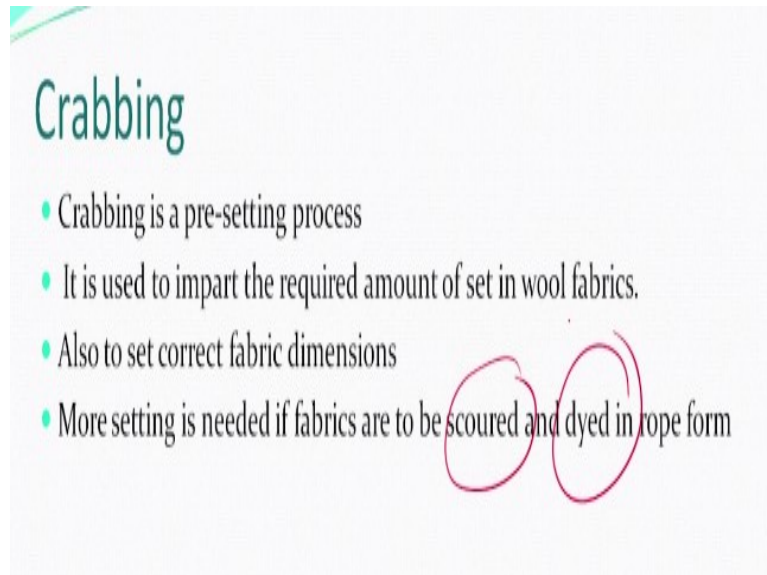 Crabbing
Crabbing is a pre-setting process
It is used to impart the required amount of set in wool fabrics.
Also to set correct fabric dimensions
More setting is needed if fabrics are to be scoured and dyed in rope form